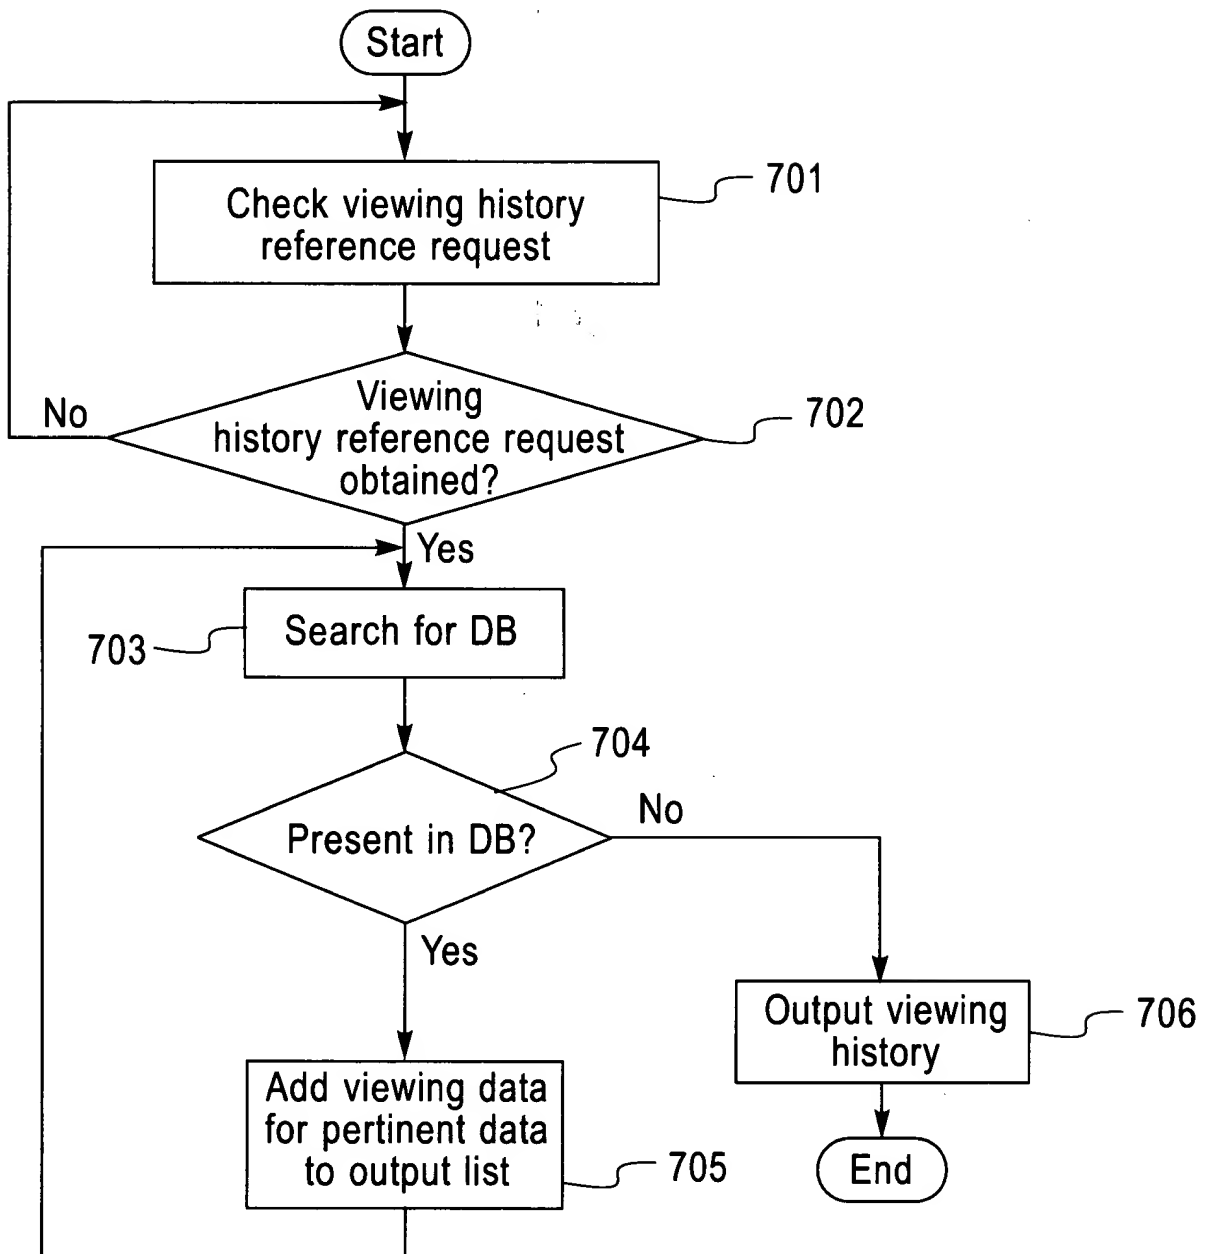 Start
701
Check viewing history
reference request
No
Viewing
history reference request
obtained?
702
Yes
703
Search for DB
704
Present in DB?
No
Yes
Output viewing
history
706
Add viewing data
for pertinent data
to output list
705
End